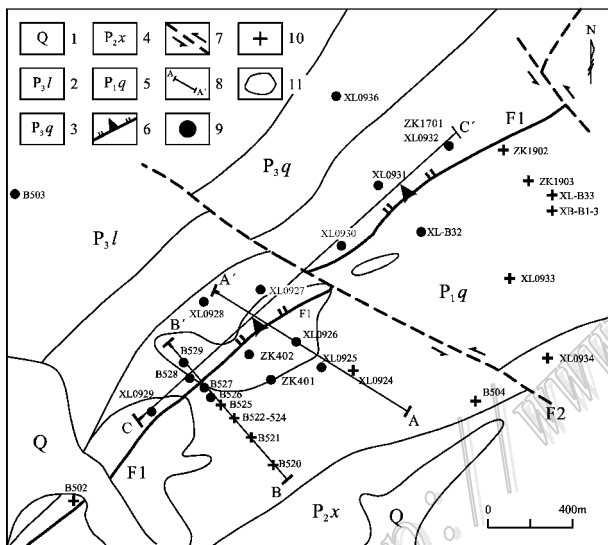 Q 1 P₂x 4 7 10
P₃l 2 P₁q 5 A A′ 8 11
P₃q 3 6 9
N
XL0936
ZK1701
XL0932
C′
F1
ZK1902
P₃q
XL0931
ZK1903
XL-B33
XB-B1-3
B503
XL0930
XL-B32
P₃l
P₁q
XL0933
A′
XL0927
XL0928
F1
B′
XL0926
B529
ZK402
XL0925
XL0934
B528
XL0924
ZK401
B527
B504
XL0929
B526
F2
B525
A
C
B522-524
Q
B521
F1
B520
B502
B
P₂x
Q
0 400m
www